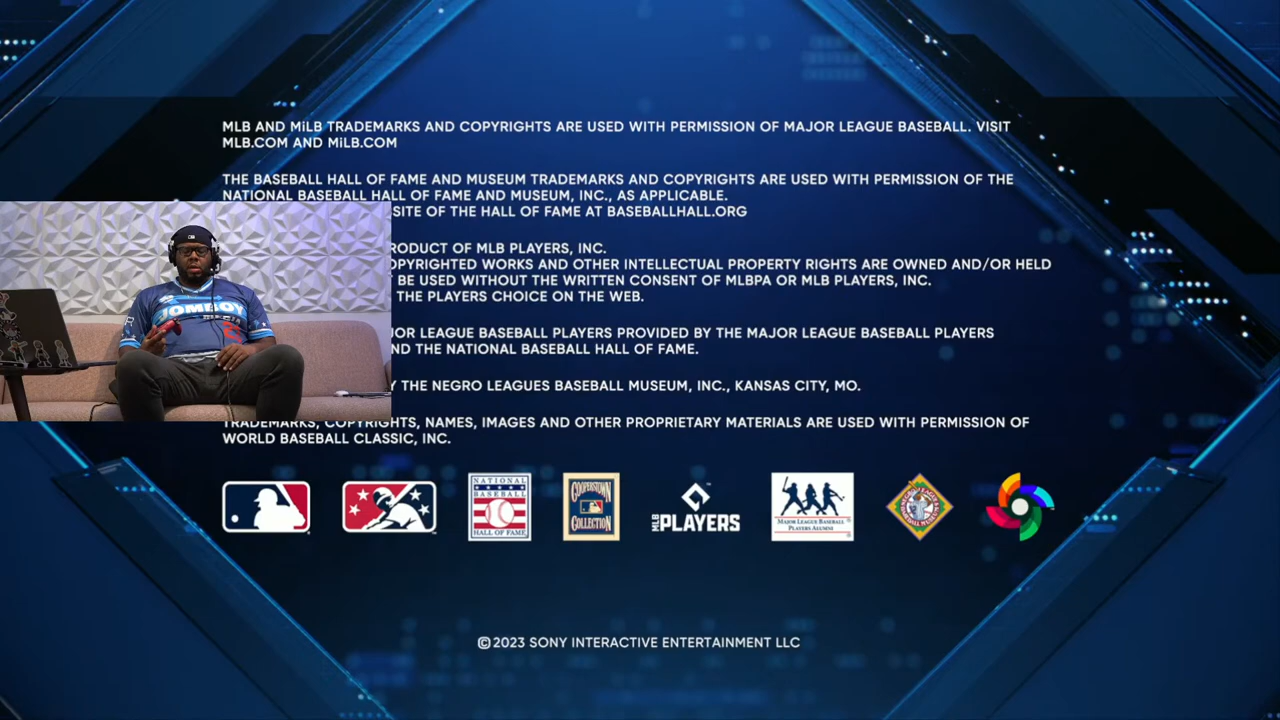 MLB AND MiLB TRADEMARKS AND COPYRIGHTS ARE USED WITH PERMISSION OF MAJOR LEAGUE BASEBALL. VISIT
MLB.COM AND MiLB.COM
THE BASEBALL HALL OF FAME AND MUSEUM TRADEMARKS AND COPYRIGHTS ARE USED WITH PERMISSION OF THE
NATIONAL BASEBALL HALL OF FAME AND MUSEUM, INC., AS APPLICABLE.
SITE OF THE HALL OF FAME AT BASEBALLHALL.ORG
RODUCT OF MLB PLAYERS, INC.
OPYRIGHTED WORKS AND OTHER INTELLECTUAL PROPERTY RIGHTS ARE OWNED AND/OR HELD
BE USED WITHOUT THE WRITTEN CONSENT OF MLBPA OR MLB PLAYERS, INC.
THE PLAYERS CHOICE ON THE WEB.
JOMBOY
JOR LEAGUE BASEBALL PLAYERS PROVIDED BY THE MAJOR LEAGUE BASEBALL PLAYERS
ND THE NATIONAL BASEBALL HALL OF FAME.
Y THE NEGRO LEAGUES BASEBALL MUSEUM, INC., KANSAS CITY, MO.
TRADEMARKS, COPYRIGHTS, NAMES, IMAGES AND OTHER PROPRIETARY MATERIALS ARE USED WITH PERMISSION OF
WORLD BASEBALL CLASSIC, INC.
NATIONAL
BASEBALL
HALL OF FAME
COOPERSTOWN
COLLECTION
MLB PLAYERS
MAJOR LEAGUE BASEBALL
PLAYERS ALUMNI
©2023 SONY INTERACTIVE ENTERTAINMENT LLC